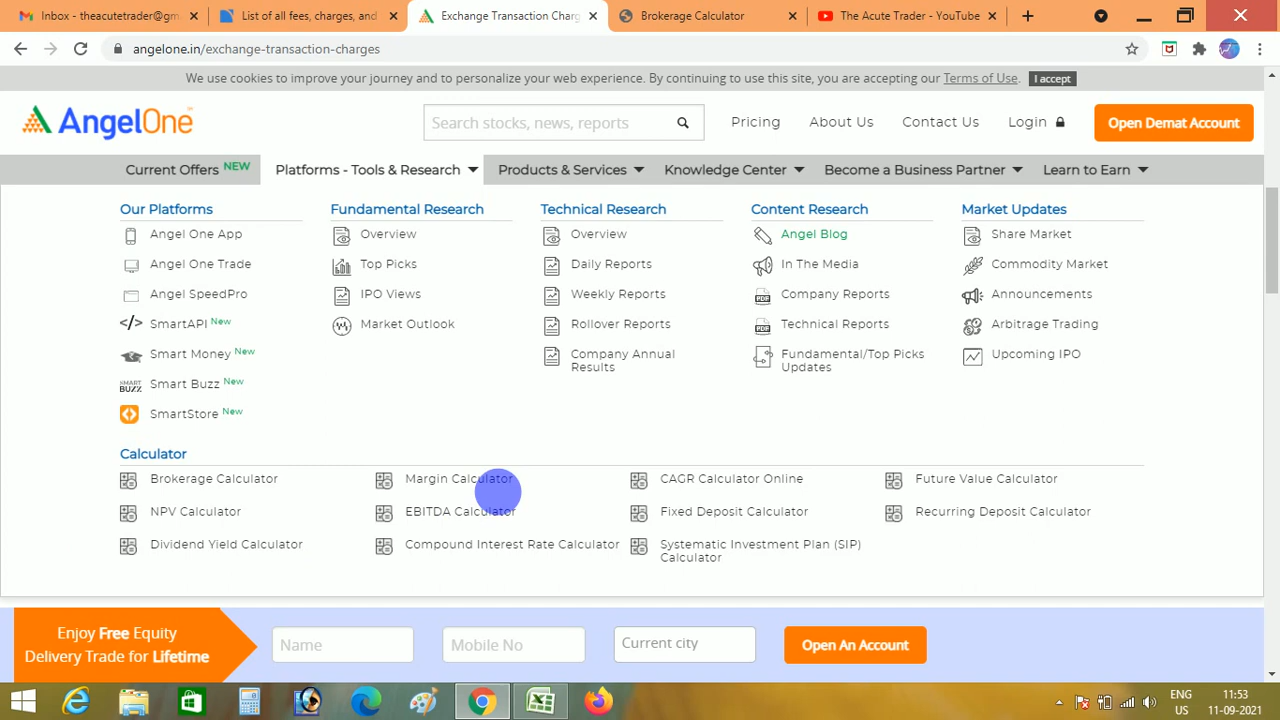 Inbox - theacutetrader@gm
List of all fees, charges, and
Exchange Transaction Charg
Brokerage Calculator
The Acute Trader - YouTube
angelone.in/exchange-transaction-charges
We use cookies to improve your journey and to personalize your web experience. By continuing to use this site, you are accepting our Terms of Use. I accept
AngelOne
Search stocks, news, reports
Pricing
About Us
Contact Us
Login
Open Demat Account
Current Offers NEW
Platforms - Tools & Research
Products & Services
Knowledge Center
Become a Business Partner
Learn to Earn
Our Platforms
Angel One App
Angel One Trade
Angel SpeedPro
SmartAPI New
Smart Money New
SMART BUZZ
Smart Buzz New
SmartStore New
Fundamental Research
Overview
Top Picks
IPO Views
Market Outlook
Technical Research
Overview
Daily Reports
Weekly Reports
Rollover Reports
Company Annual
Results
Content Research
Angel Blog
In The Media
PDF
Company Reports
PDF
Technical Reports
Fundamental/Top Picks
Updates
Market Updates
Share Market
Commodity Market
Announcements
Arbitrage Trading
Upcoming IPO
Calculator
Brokerage Calculator
Margin Calculator
CAGR Calculator Online
Future Value Calculator
NPV Calculator
EBITDA Calculator
Fixed Deposit Calculator
Recurring Deposit Calculator
Dividend Yield Calculator
Compound Interest Rate Calculator
Systematic Investment Plan (SIP)
Calculator
Enjoy Free Equity
Delivery Trade for Lifetime
Name
Mobile No
Current city
Open An Account
ENG
US
11:53
11-09-2021